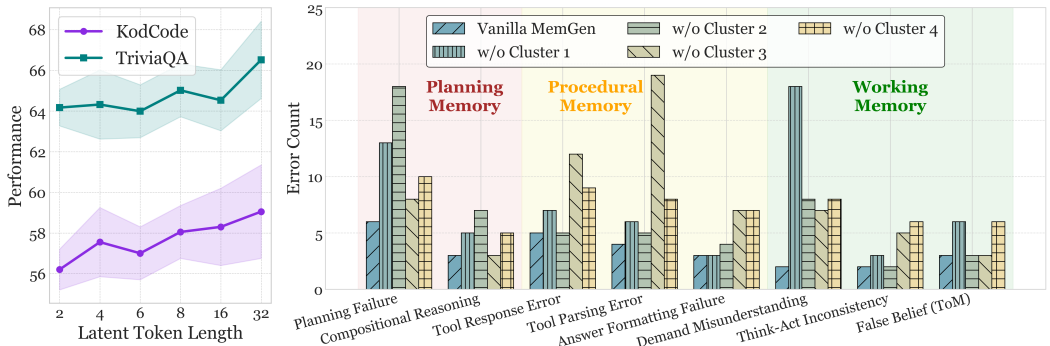 68
66
64
62
60
58
56
Performance
KodCode
TriviaQA
2
4
6
8
16
32
Latent Token Length
25
20
15
10
5
0
Error Count
Vanilla MemGen
w/o Cluster 1
w/o Cluster 2
w/o Cluster 3
w/o Cluster 4
Planning
Memory
Procedural
Memory
Working
Memory
Planning Failure
Compositional Reasoning
Tool Response Error
Tool Parsing Error
Answer Formatting Failure
Demand Misunderstanding
Think-Act Inconsistency
False Belief (ToM)